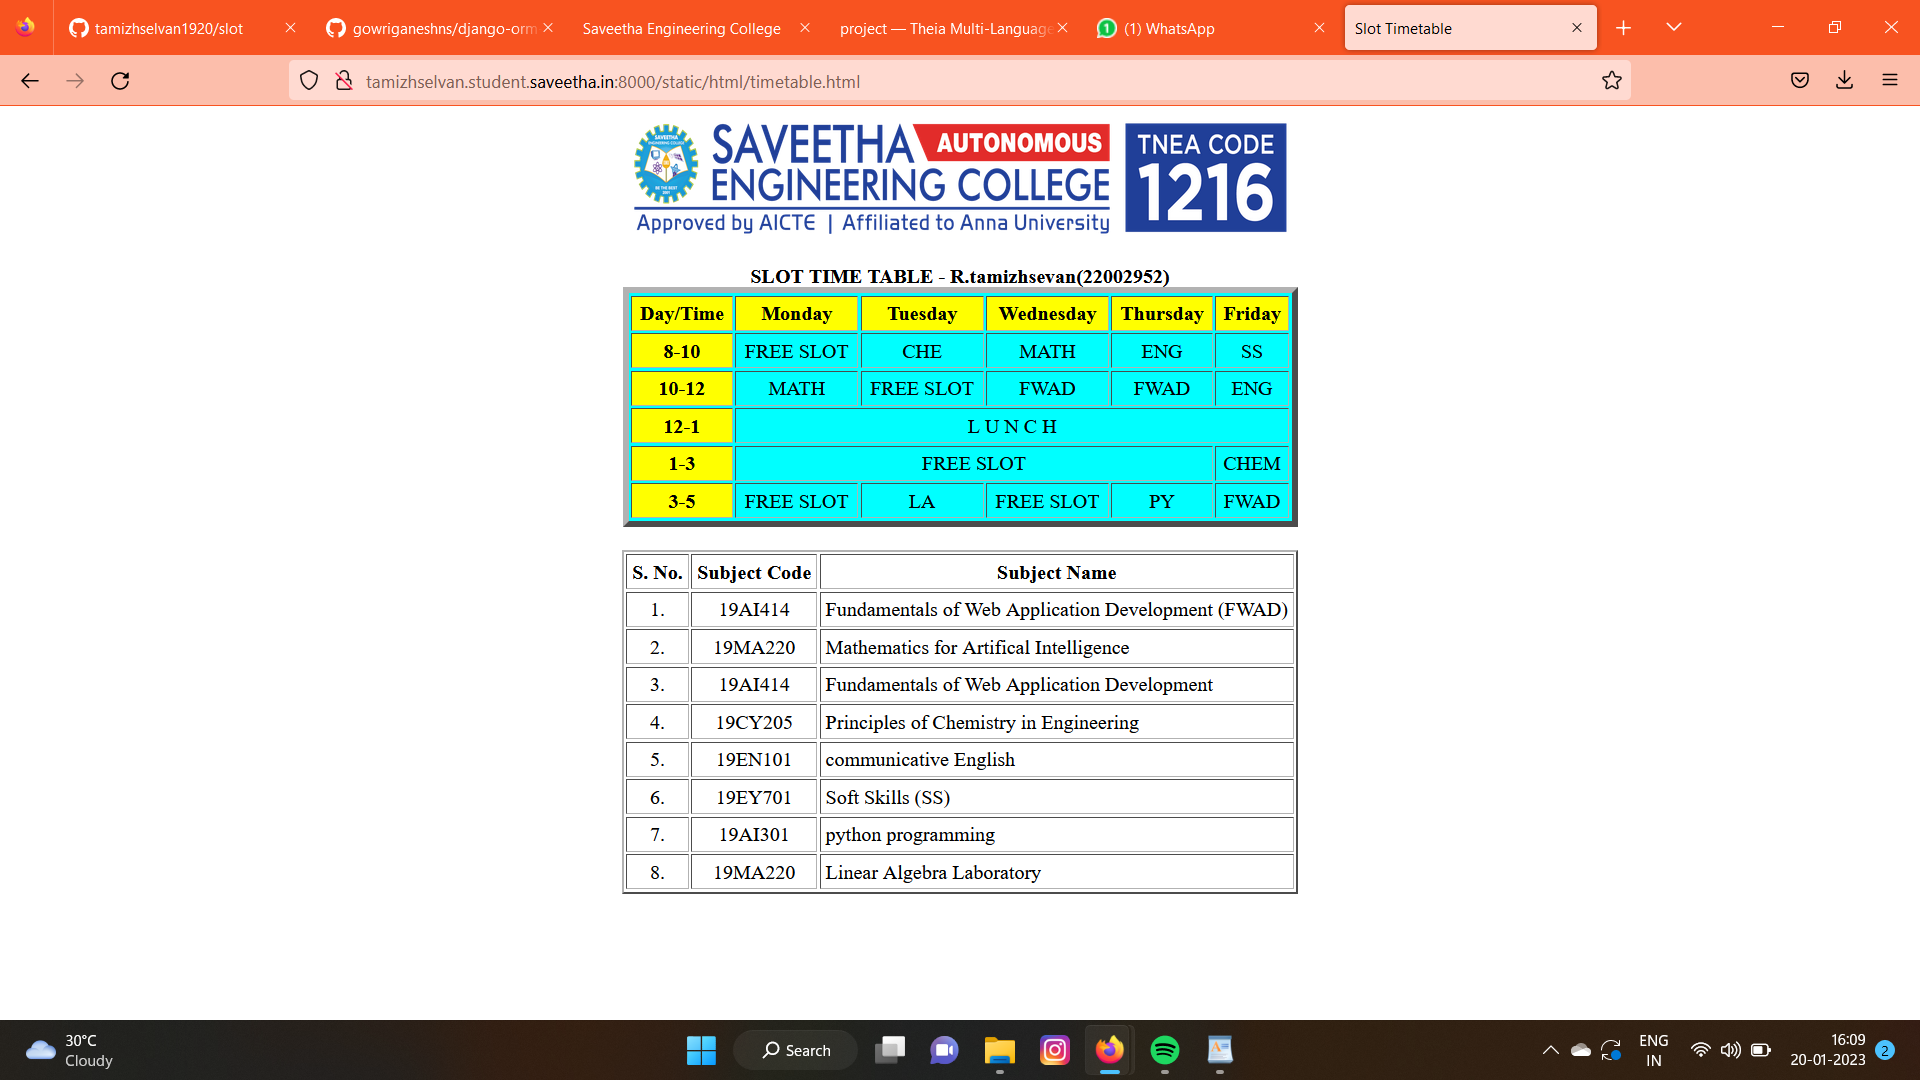 tamizhselvan1920/slot
gowriganeshns/django-orm
Saveetha Engineering College
project — Theia Multi-Language
(1) WhatsApp
Slot Timetable
tamizhselvan.student.saveetha.in:8000/static/html/timetable.html
SAVEETHA AUTONOMOUS
ENGINEERING COLLEGE
Approved by AICTE | Affiliated to Anna University
TNEA CODE
1216
SLOT TIME TABLE - R.tamizhsevan(22002952)
Day/Time Monday Tuesday Wednesday Thursday Friday
8-10 FREE SLOT CHE MATH ENG SS
10-12 MATH FREE SLOT FWAD FWAD ENG
12-1 L U N C H
1-3 FREE SLOT CHEM
3-5 FREE SLOT LA FREE SLOT PY FWAD
S. No. Subject Code Subject Name
1. 19AI414 Fundamentals of Web Application Development (FWAD)
2. 19MA220 Mathematics for Artifical Intelligence
3. 19AI414 Fundamentals of Web Application Development
4. 19CY205 Principles of Chemistry in Engineering
5. 19EN101 communicative English
6. 19EY701 Soft Skills (SS)
7. 19AI301 python programming
8. 19MA220 Linear Algebra Laboratory
30°C
Cloudy
Search
ENG
IN
16:09
20-01-2023
2